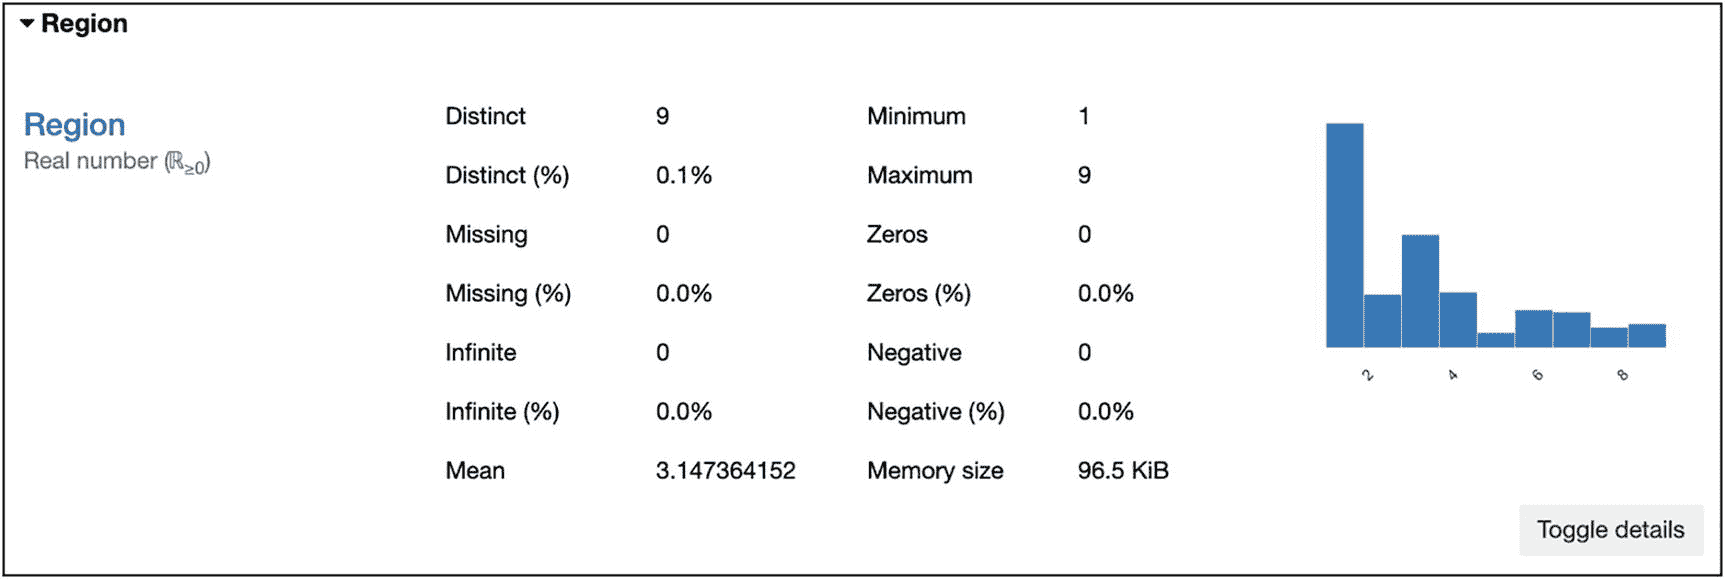 Region
Region
Real number (ℝ≥0)
Distinct 9
Distinct (%) 0.1%
Missing 0
Missing (%) 0.0%
Infinite 0
Infinite (%) 0.0%
Mean 3.147364152
Minimum 1
Maximum 9
Zeros 0
Zeros (%) 0.0%
Negative 0
Negative (%) 0.0%
Memory size 96.5 KiB
2 4 6 8
Toggle details